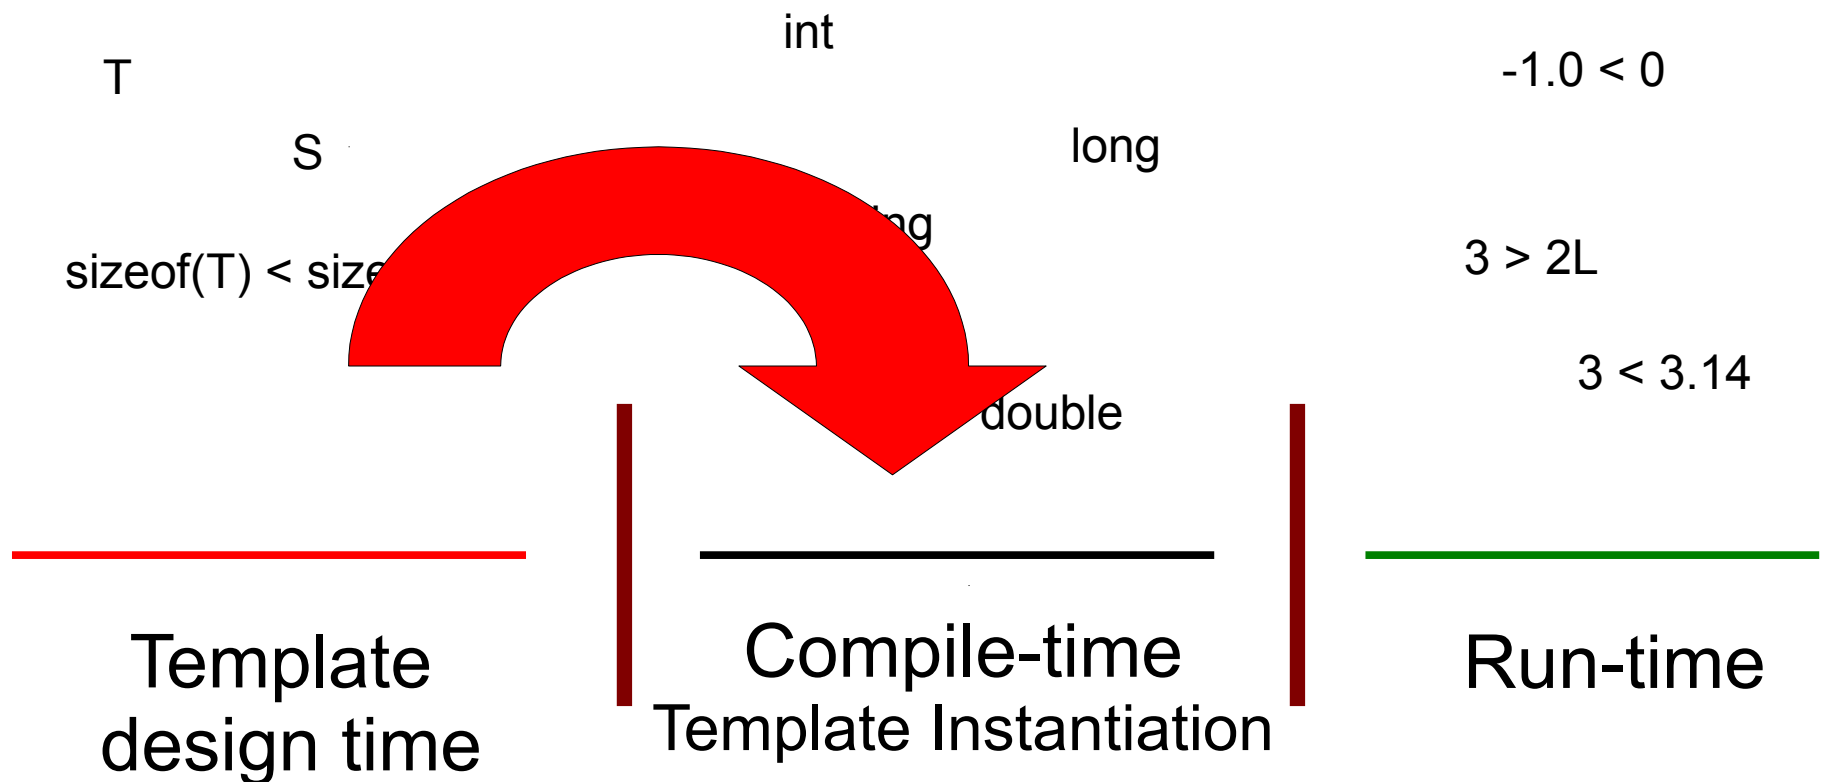 int
T
-1.0 < 0
S
long
sizeof(T) <
3 > 2L
3 < 3.14
double
Template
design time
Compile-time
Template Instantiation
Run-time